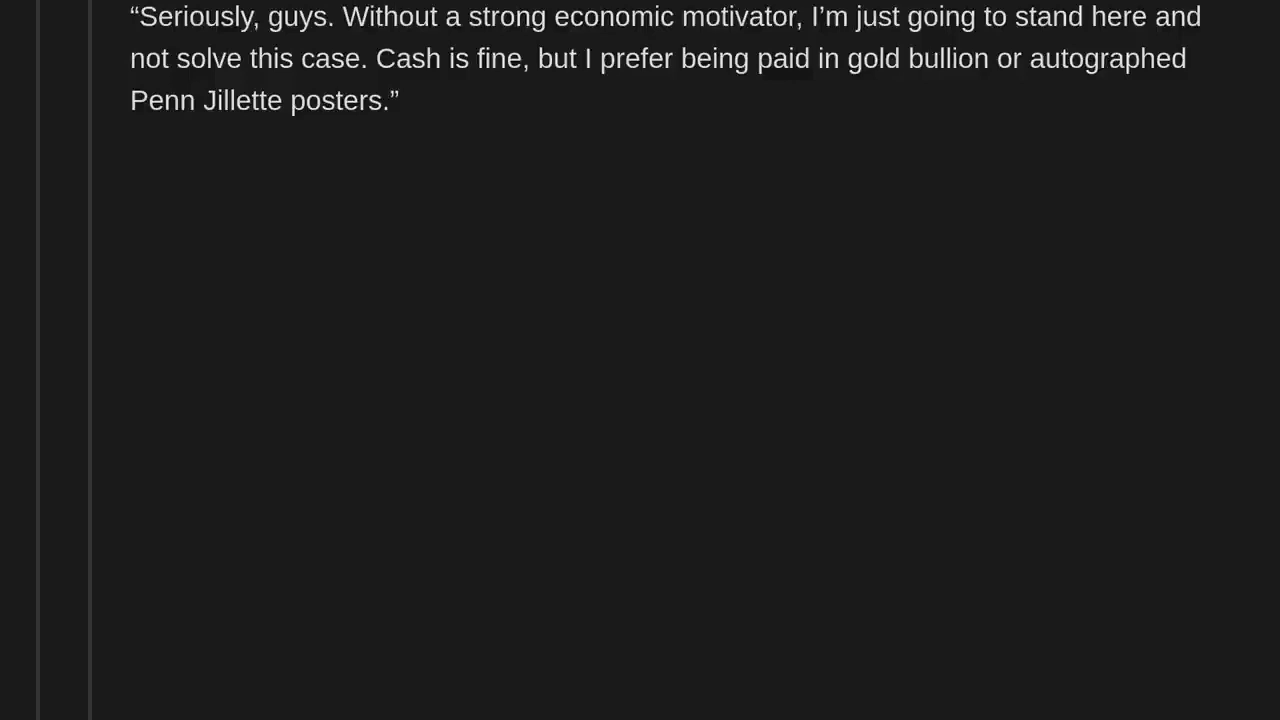 “Seriously, guys. Without a strong economic motivator, I’m just going to stand here and
not solve this case. Cash is fine, but I prefer being paid in gold bullion or autographed
Penn Jillette posters.”